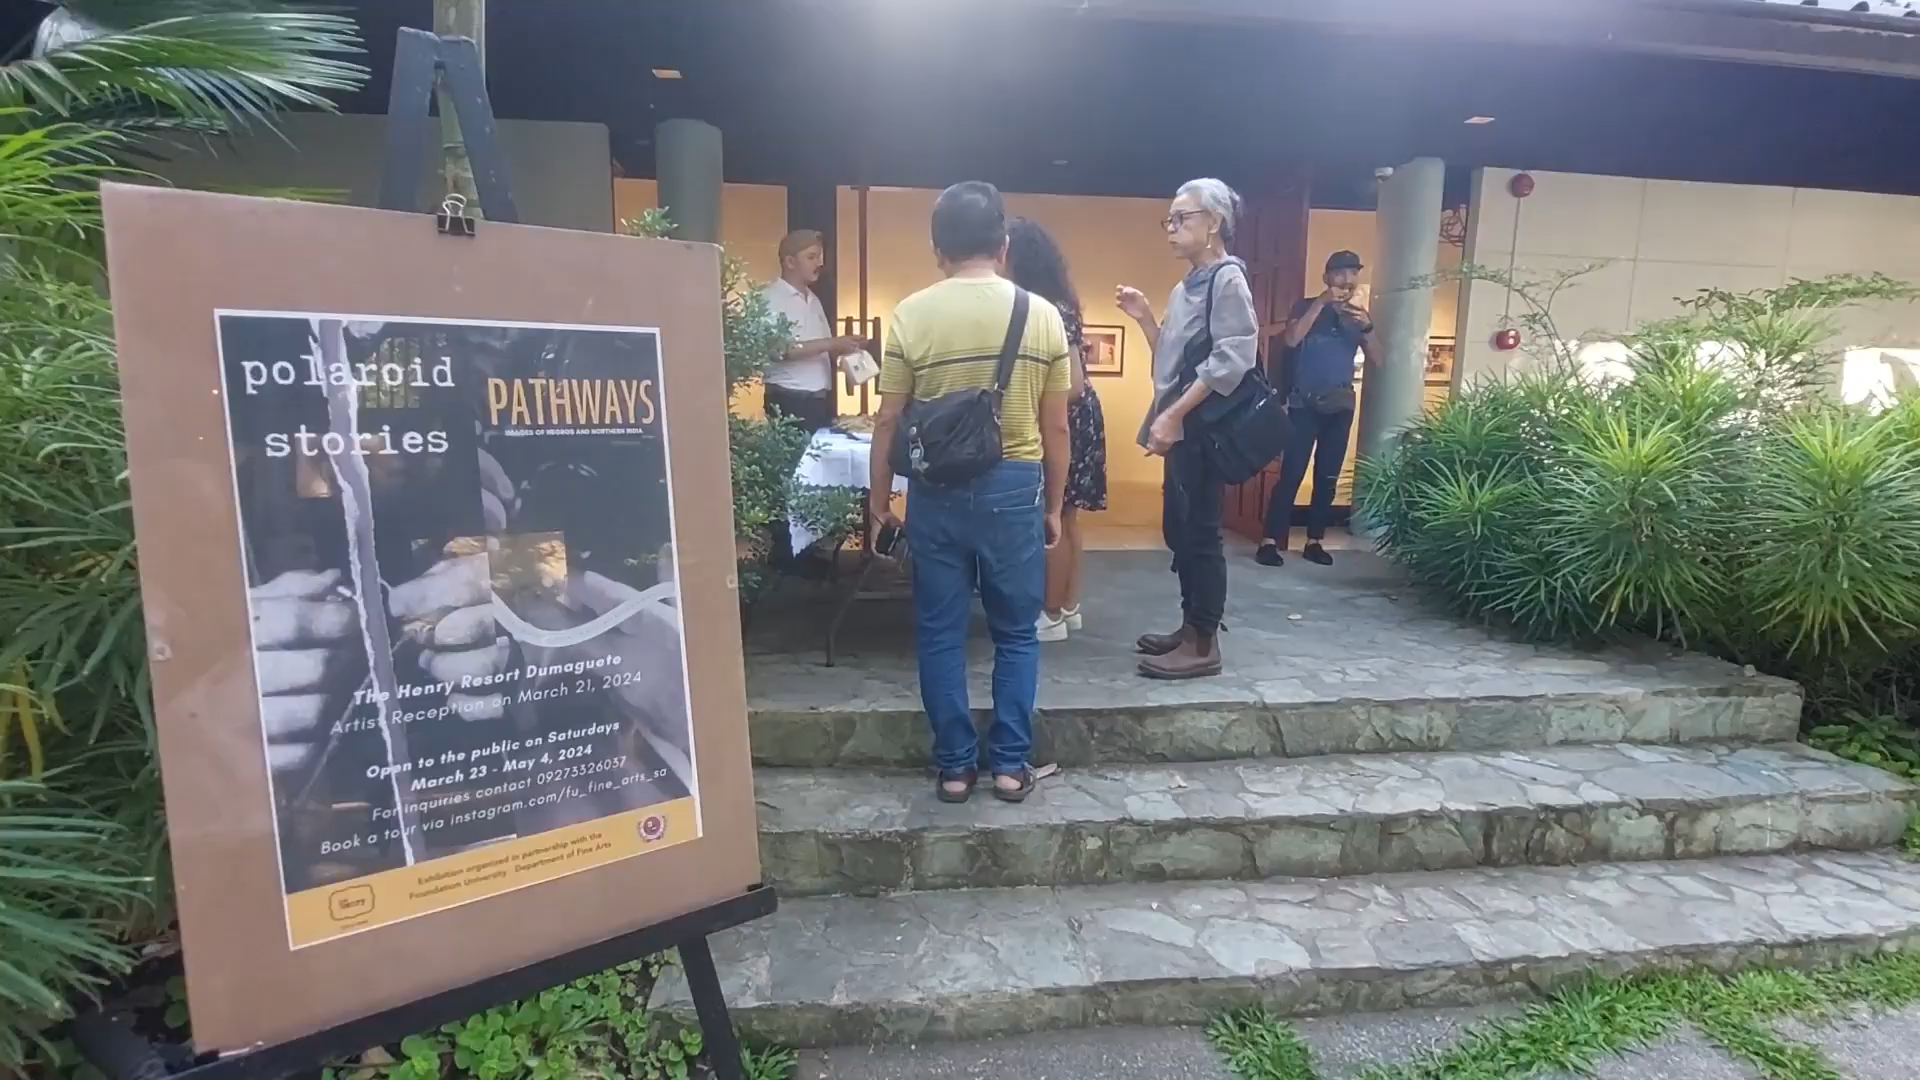 polaroid
stories
PATHWAYS
IMAGES OF NEGROS AND NORTHERN INDIA
The Henry Resort Dumaguete
Artist Reception on March 21, 2024
Open to the public on Saturdays
March 23 - May 4, 2024
For inquiries contact 09273326037
Book a tour via instagram.com/fu_fine_arts_sa
Exhibition organized in partnership with the
Foundation University Department of Fine Arts
the
henry